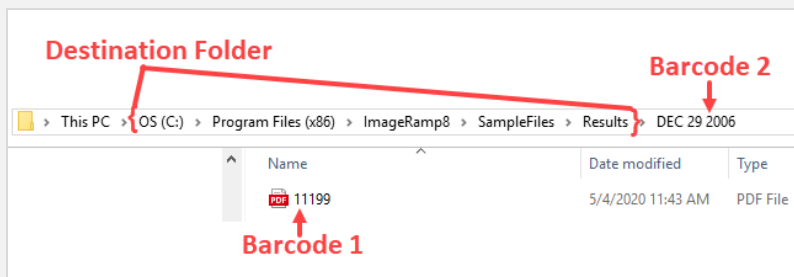 Destination Folder
Barcode 2
This PC > OS (C:) > Program Files (x86) > ImageRamp8 > SampleFiles > Results > DEC 29 2006
Name Date modified Type
PDF 11199 5/4/2020 11:43 AM PDF File
Barcode 1